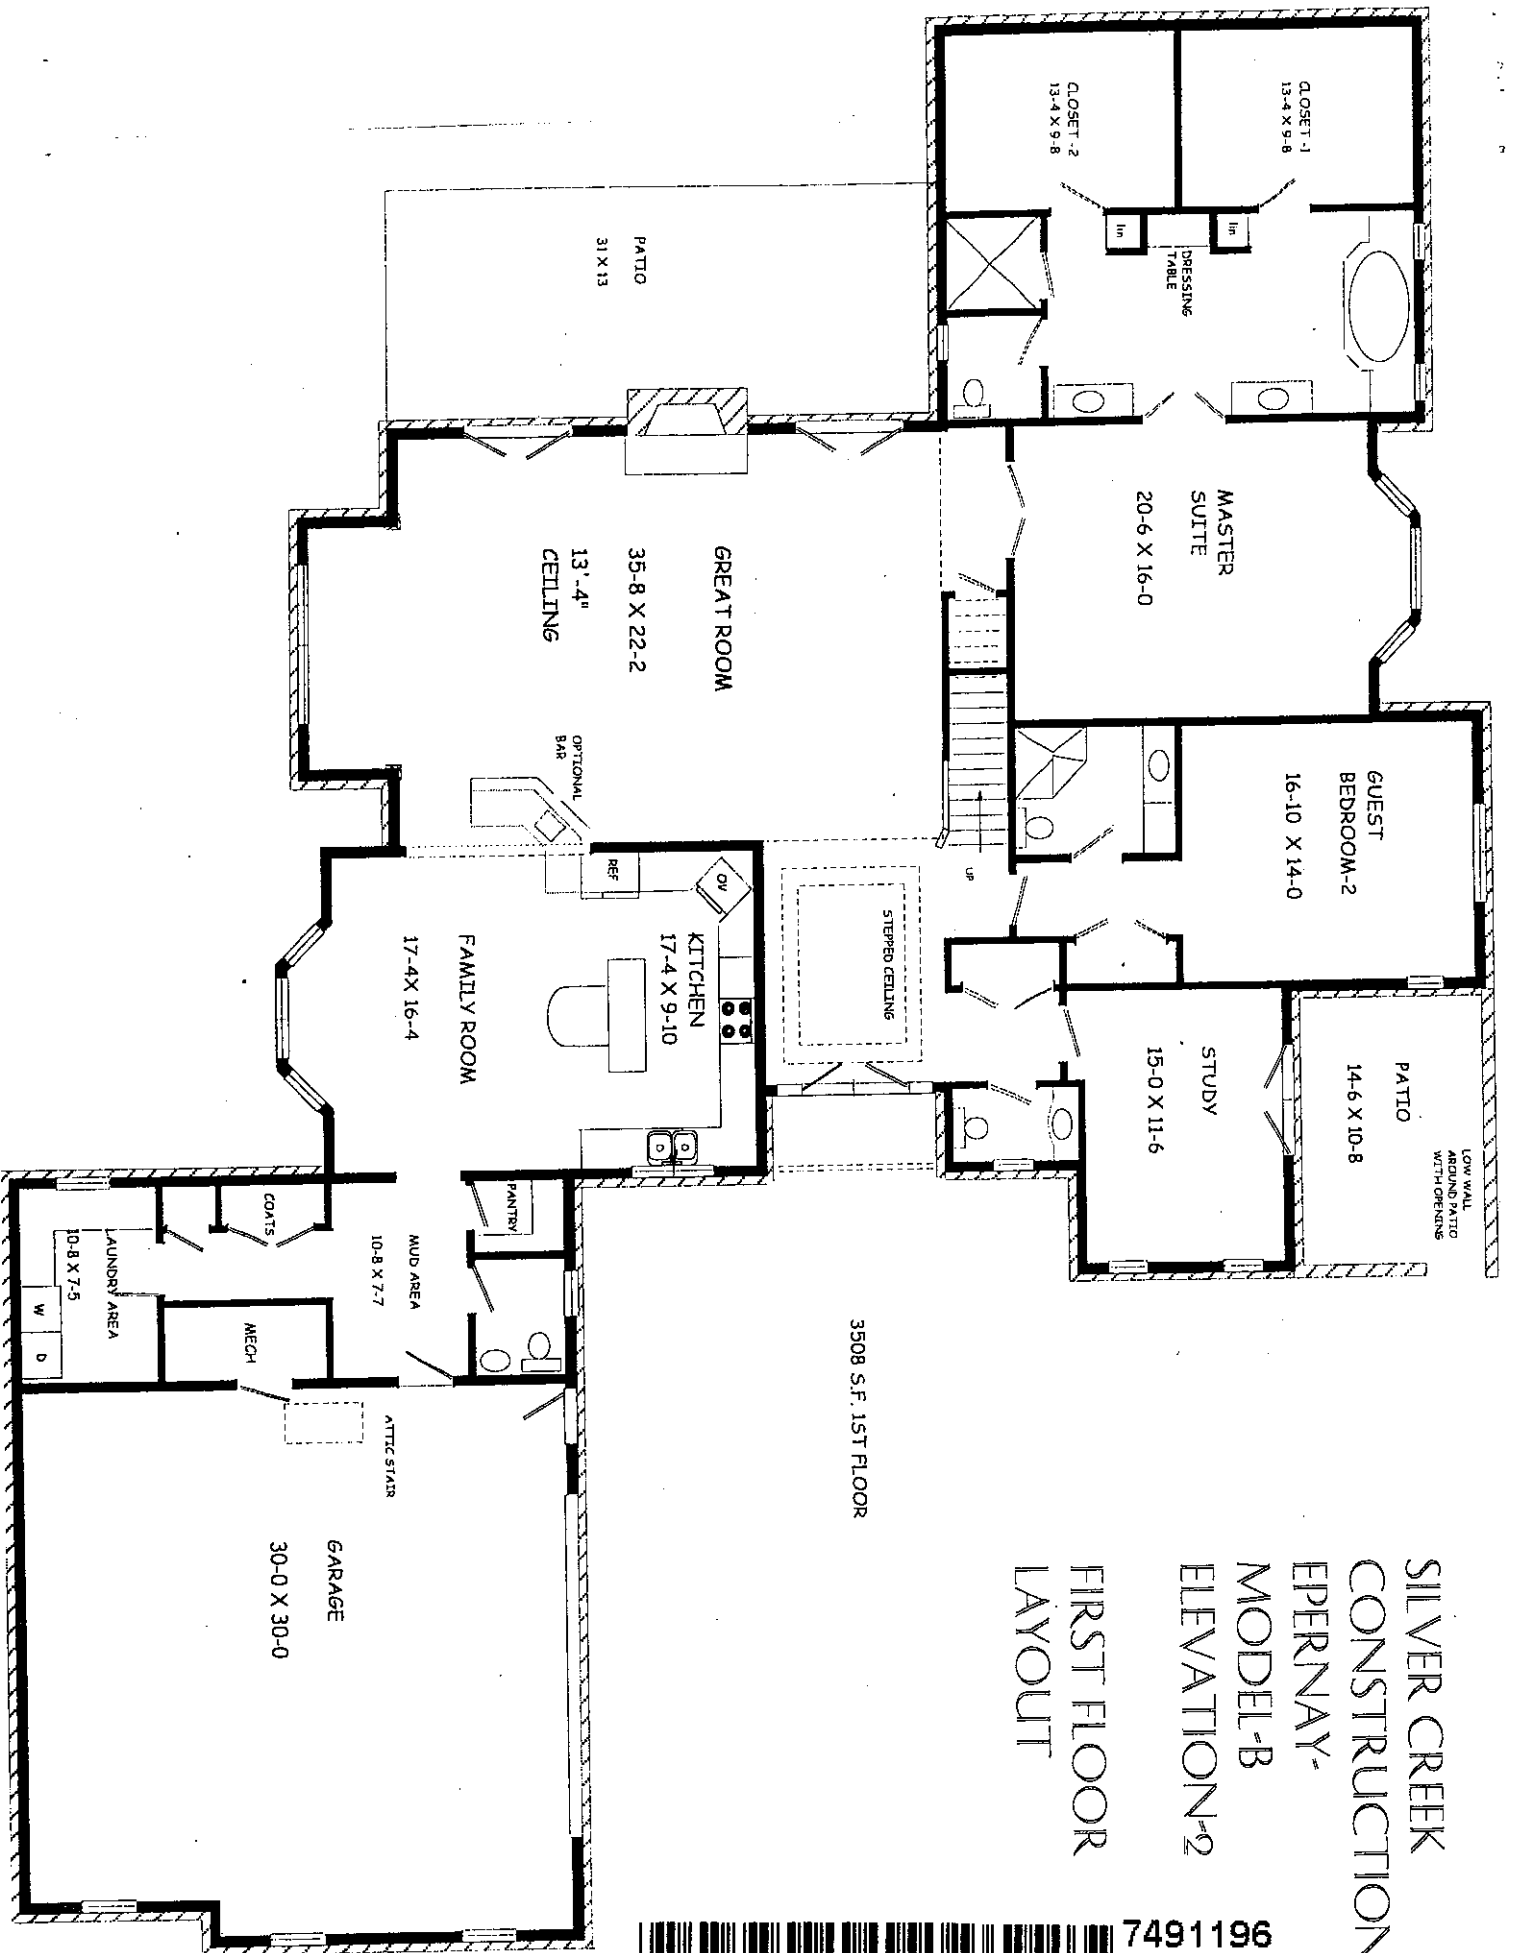 SILVER CREEK
CONSTRUCTION
EPERNAY-
MODEL-B
ELEVATION-2
FIRST FLOOR
LAYOUT
7491196
3508 S.F. 1ST FLOOR
CLOSET -1
13-4 X 9-8
CLOSET -2
13-4 X 9-8
lin
lin
DRESSING
TABLE
MASTER
SUITE
20-6 X 16-0
GUEST
BEDROOM-2
16-10 X 14-0
PATIO
14-6 X 10-8
LOW WALL
AROUND PATIO
WITH OPENING
STUDY
15-0 X 11-6
UP
STEPPED CEILING
PATIO
31 X 13
GREAT ROOM
35-8 X 22-2
13'-4"
CEILING
OPTIONAL
BAR
REF
OV
KITCHEN
17-4 X 9-10
D
D
FAMILY ROOM
17-4X 16-4
PANTRY
MUD AREA
10-8 X 7-7
COATS
LAUNDRY AREA
10-8 X 7-5
W
D
MECH
ATTIC STAIR
GARAGE
30-0 X 30-0